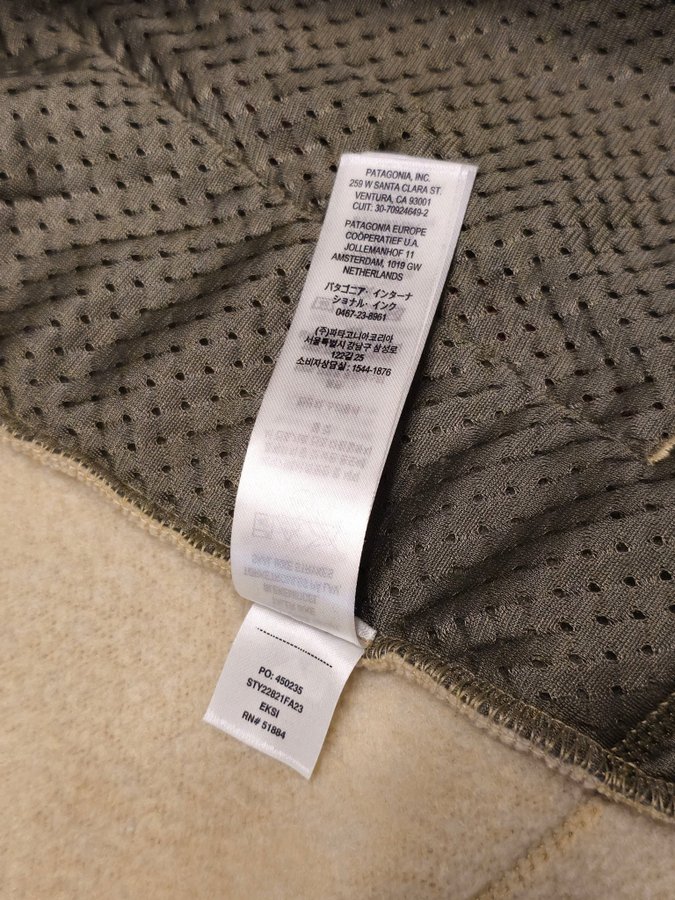 PATAGONIA, INC.
259 W SANTA CLARA ST.
VENTURA, CA 93001
CUIT: 30-70924649-2
PATAGONIA EUROPE
COÖPERATIEF U.A.
JOLLEMANHOF 11
AMSTERDAM, 1019 GW
NETHERLANDS
パタゴニア・インターナ
ショナル・インク
0467-23-8961
(주)파타고니아코리아
서울특별시 강남구 삼성로
122길 25
소비자상담실 : 1544-1876
PO: 450235
STY22821FA23
EKSI
RN# 51884